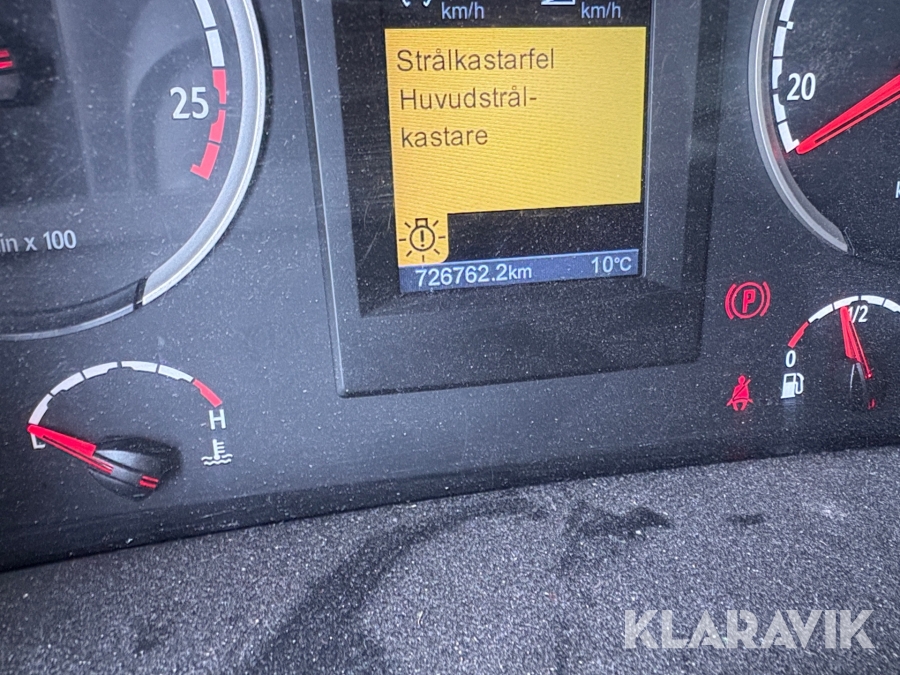 km/h
km/h
Strålkastarfel
Huvudstrål-
kastare
25
20
in x 100
726762.2km
10°C
P
1/2
0
H
KLARAVIK